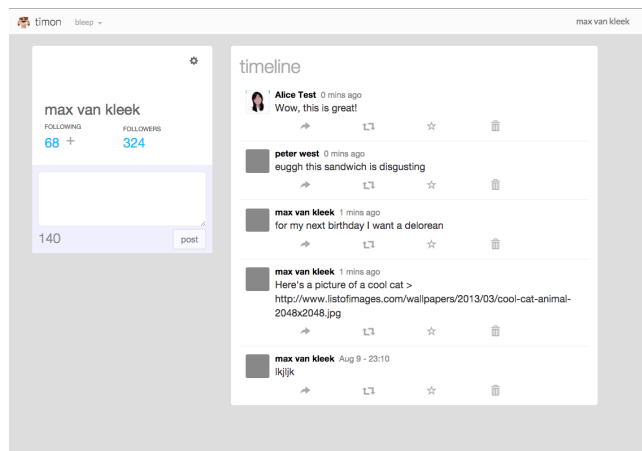 timon bleep
max van kleek
max van kleek
FOLLOWING FOLLOWERS
68 + 324
140 post
timeline
Alice Test 0 mins ago
Wow, this is great!
peter west 0 mins ago
euggh this sandwich is disgusting
max van kleek 1 mins ago
for my next birthday I want a delorean
max van kleek 1 mins ago
Here's a picture of a cool cat >
http://www.listofimages.com/wallpapers/2013/03/cool-cat-animal-
2048x2048.jpg
max van kleek Aug 9 - 23:10
lkjljk